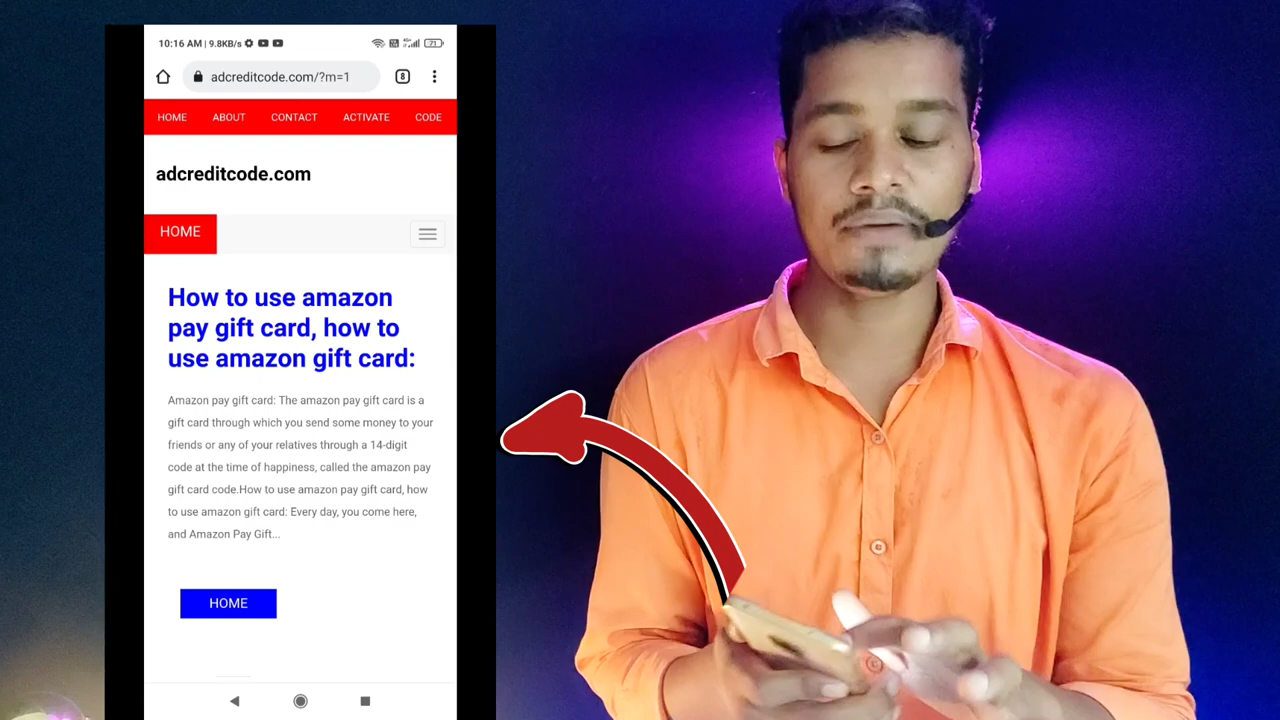 10:16 AM | 9.8KB/s
4G+
71
adcreditcode.com/?m=1
8
HOME ABOUT CONTACT ACTIVATE CODE
adcreditcode.com
HOME
How to use amazon
pay gift card, how to
use amazon gift card:
Amazon pay gift card: The amazon pay gift card is a
gift card through which you send some money to your
friends or any of your relatives through a 14-digit
code at the time of happiness, called the amazon pay
gift card code.How to use amazon pay gift card, how
to use amazon gift card: Every day, you come here,
and Amazon Pay Gift...
HOME